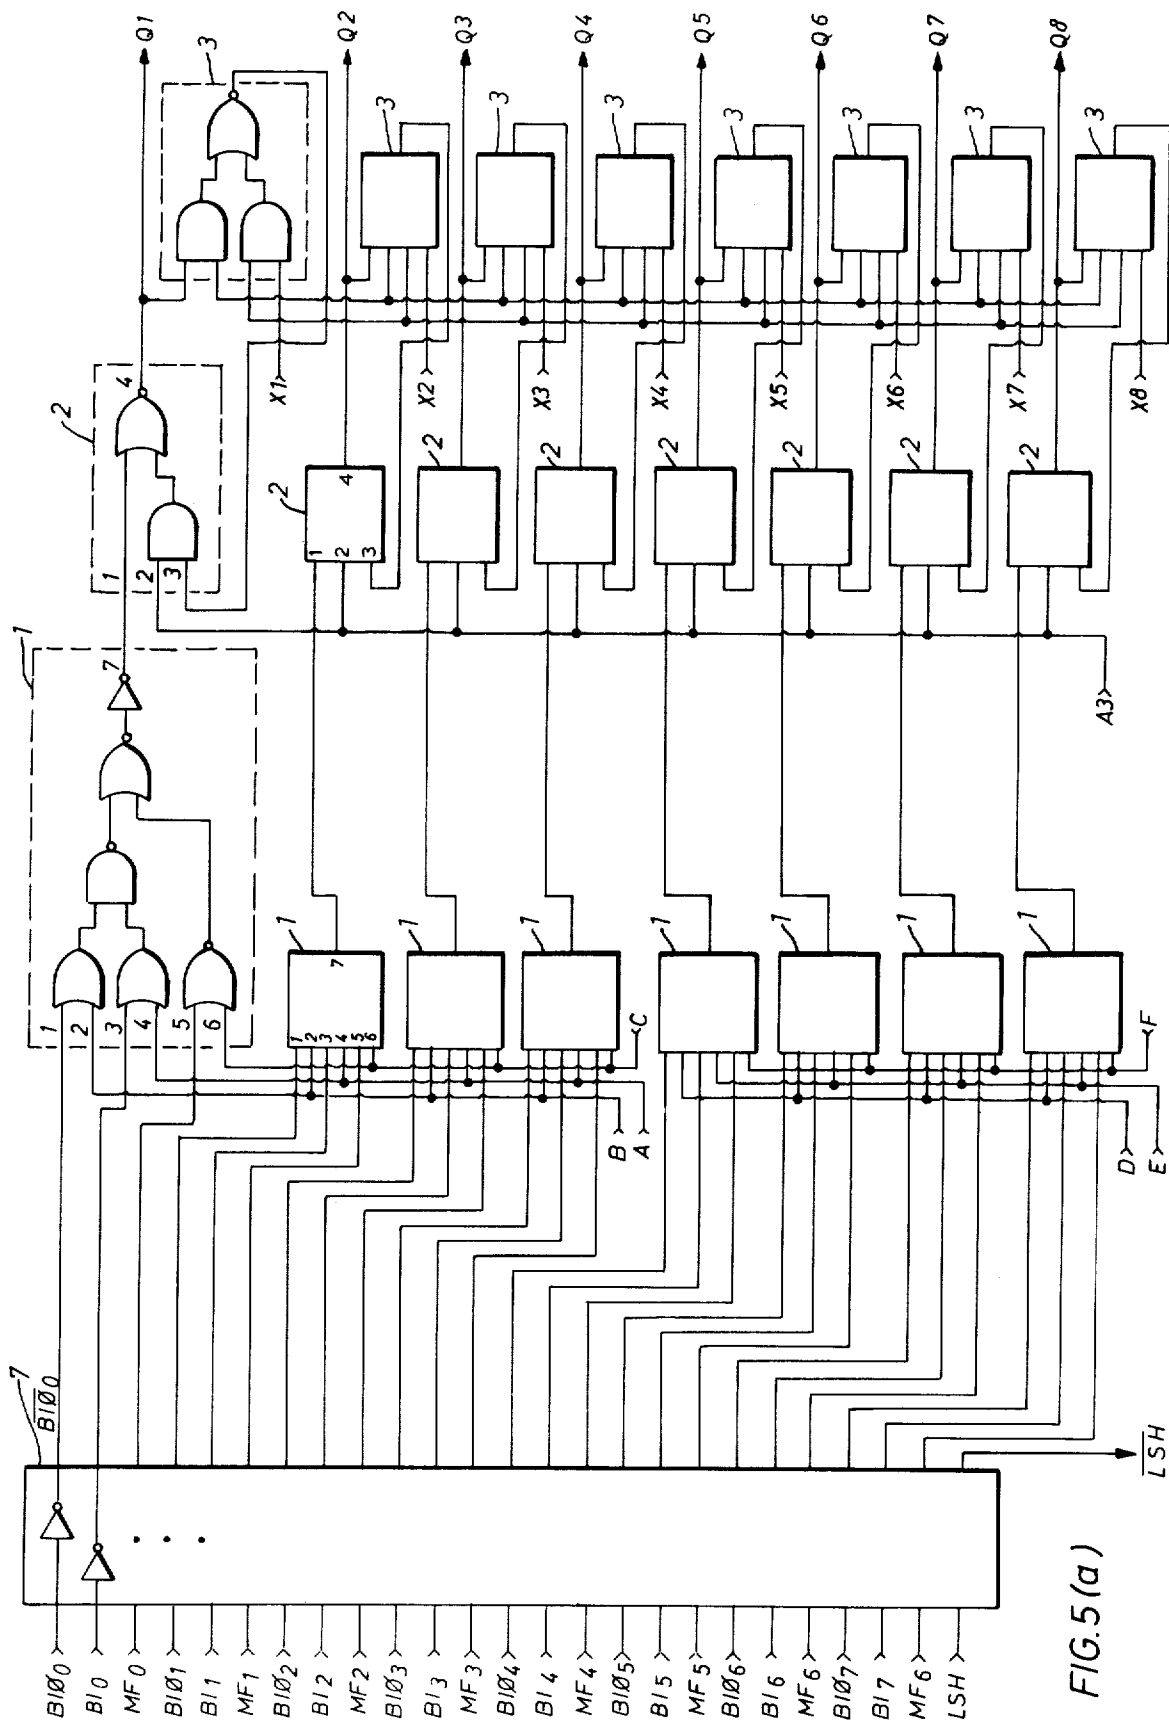 BIØ0
BI0
MF0
BIØ1
BI1
MF1
BIØ2
BI2
MF2
BIØ3
BI3
MF3
BIØ4
BI4
MF4
BIØ5
BI5
MF5
BIØ6
BI6
MF6
BIØ7
BI7
MF6
LSH
7
BIØ0
LSH
1
1
2
3
4
5
6
7
1
1
2
3
4
5
6
7
1
1
1
1
1
1
B
A
C
D
E
F
2
1
2
3
4
2
1
2
3
4
2
2
2
2
2
2
A3
X1
X2
X3
X4
X5
X6
X7
X8
3
3
3
3
3
3
3
3
Q1
Q2
Q3
Q4
Q5
Q6
Q7
Q8
FIG.5(a)